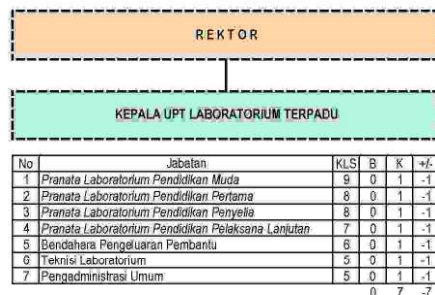 REKTOR
KEPALA UPT LABORATORIUM TERPADU
No Jabatan KLS B K +/-
1 Pranata Laboratorium Pendidikan Muda 9 0 1 -1
2 Pranata Laboratorium Pendidikan Pertama 8 0 1 -1
3 Pranata Laboratorium Pendidikan Penyelia 8 0 1 -1
4 Pranata Laboratorium Pendidikan Pelaksana Lanjutan 7 0 1 -1
5 Bendahara Pengeluaran Pembantu 6 0 1 -1
6 Teknisi Laboratorium 5 0 1 -1
7 Pengadministrasi Umum 5 0 1 -1
0 7 -7